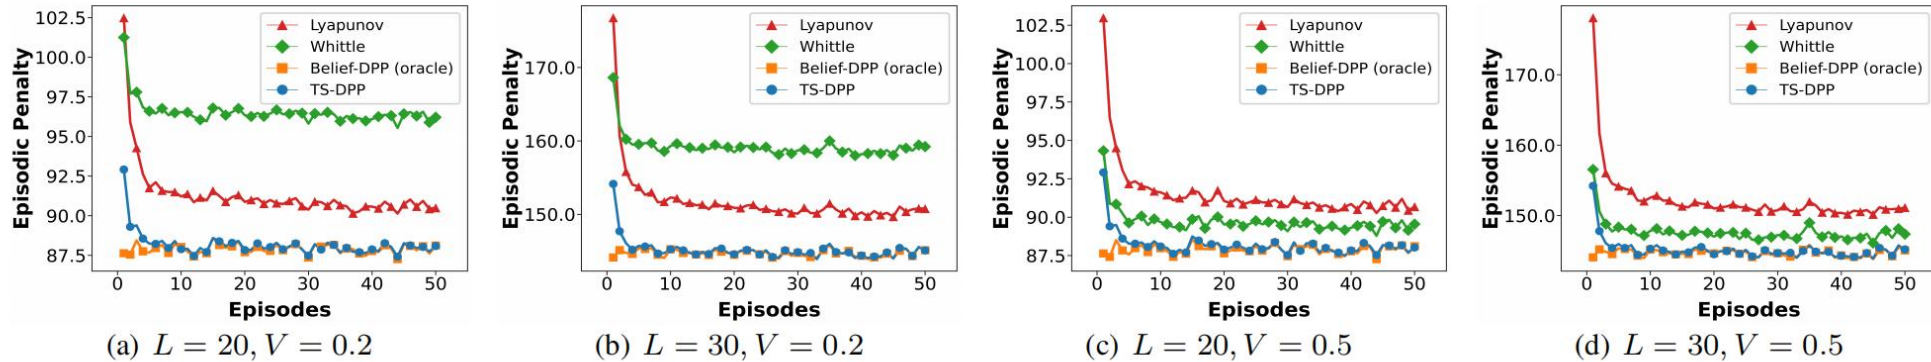 Episodic Penalty
102.5
100.0
97.5
95.0
92.5
90.0
87.5
0 10 20 30 40 50
Episodes
Lyapunov
Whittle
Belief-DPP (oracle)
TS-DPP
(a) L = 20, V = 0.2
Episodic Penalty
170.0
160.0
150.0
0 10 20 30 40 50
Episodes
Lyapunov
Whittle
Belief-DPP (oracle)
TS-DPP
(b) L = 30, V = 0.2
Episodic Penalty
102.5
100.0
97.5
95.0
92.5
90.0
87.5
0 10 20 30 40 50
Episodes
Lyapunov
Whittle
Belief-DPP (oracle)
TS-DPP
(c) L = 20, V = 0.5
Episodic Penalty
170.0
160.0
150.0
0 10 20 30 40 50
Episodes
Lyapunov
Whittle
Belief-DPP (oracle)
TS-DPP
(d) L = 30, V = 0.5